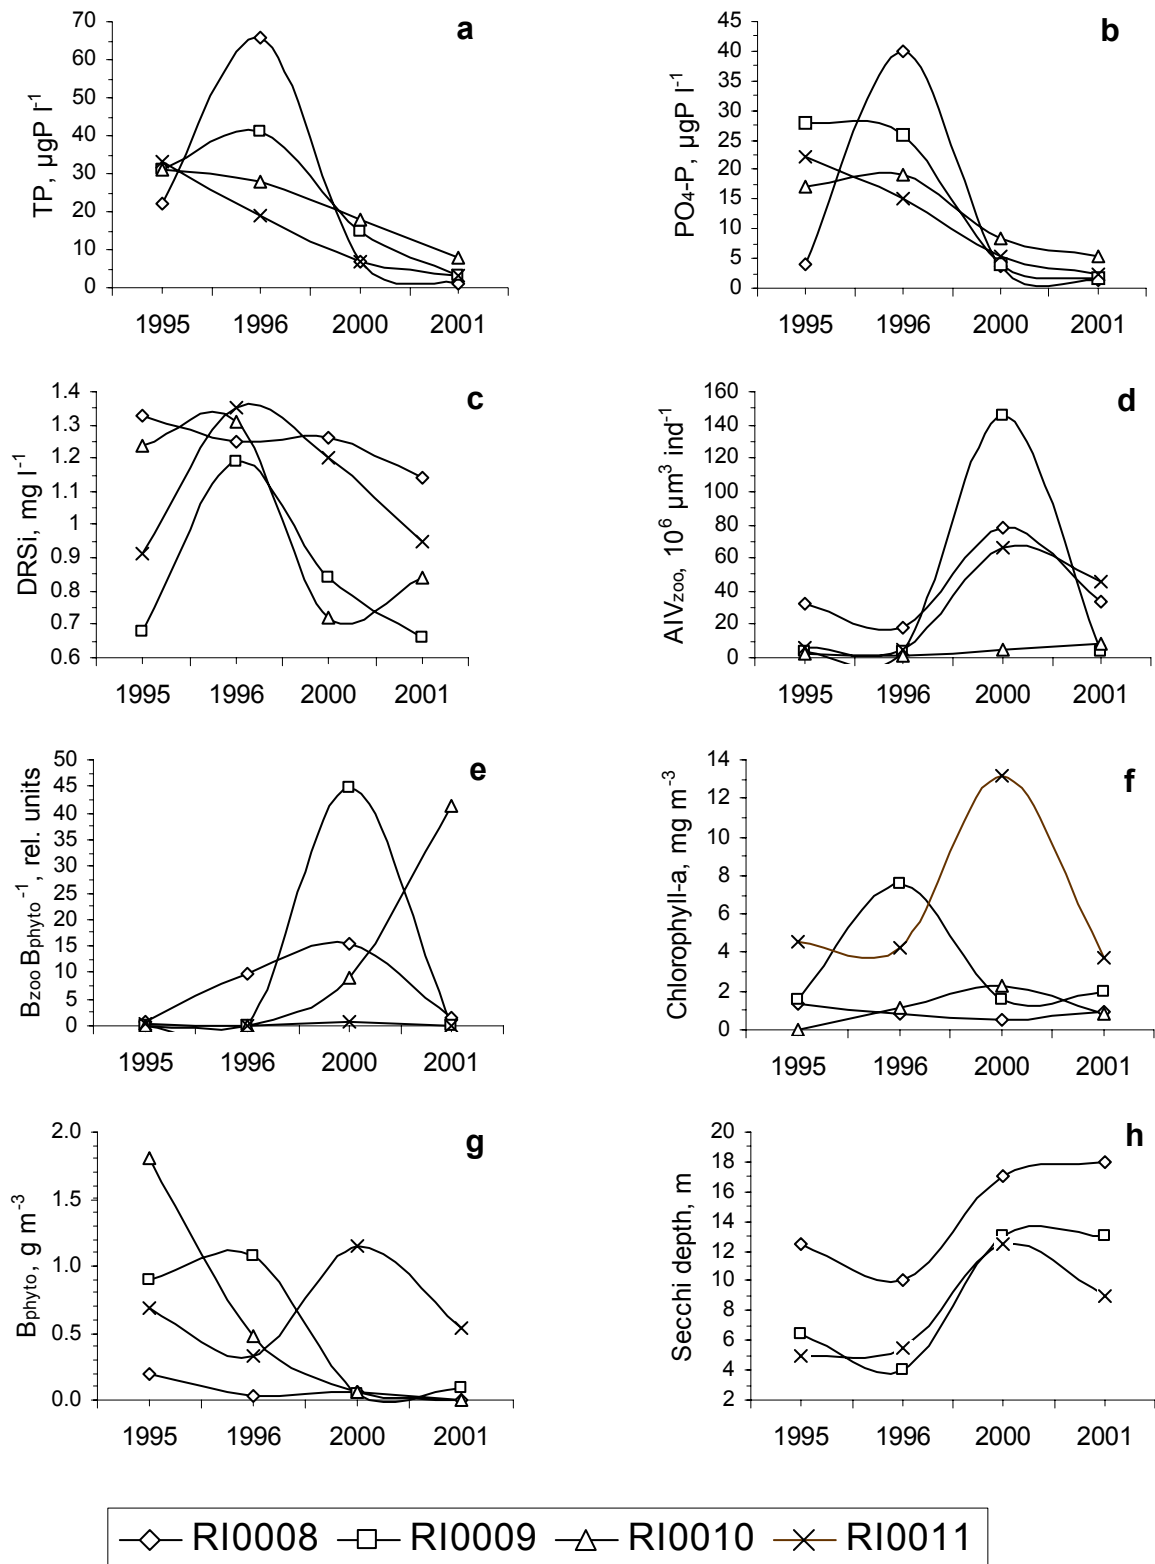 a
TP, µgP l-1
70
60
50
40
30
20
10
0
1995 1996 2000 2001
b
PO4-P, µgP l-1
45
40
35
30
25
20
15
10
5
0
1995 1996 2000 2001
c
DRSi, mg l-1
1.4
1.3
1.2
1.1
1
0.9
0.8
0.7
0.6
1995 1996 2000 2001
d
AIVzoo, 10⁶ µm³ ind-1
160
140
120
100
80
60
40
20
0
1995 1996 2000 2001
e
Bzoo Bphyto-1, rel. units
50
45
40
35
30
25
20
15
10
5
0
1995 1996 2000 2001
f
Chlorophyll-a, mg m-3
14
12
10
8
6
4
2
0
1995 1996 2000 2001
g
Bphyto, g m-3
2.0
1.5
1.0
0.5
0.0
1995 1996 2000 2001
h
Secchi depth, m
20
18
16
14
12
10
8
6
4
2
1995 1996 2000 2001
RI0008 RI0009 RI0010 RI0011